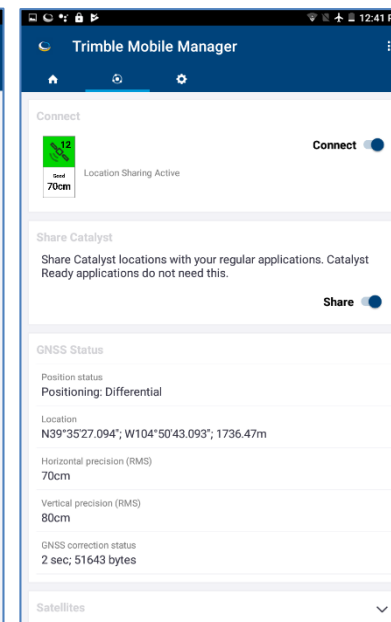 12:41 P
Trimble Mobile Manager
Connect
12
Good
70cm
Location Sharing Active
Connect
Share Catalyst
Share Catalyst locations with your regular applications. Catalyst
Ready applications do not need this.
Share
GNSS Status
Position status
Positioning: Differential
Location
N39°35'27.094"; W104°50'43.093"; 1736.47m
Horizontal precision (RMS)
70cm
Vertical precision (RMS)
80cm
GNSS correction status
2 sec; 51643 bytes
Satellites